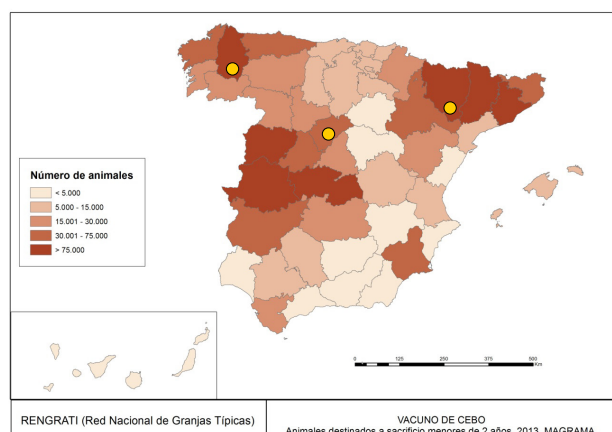 Número de animales
< 5.000
5.000 - 15.000
15.001 - 30.000
30.001 - 75.000
> 75.000
0 125 250 375 500
Km
RENGRATI (Red Nacional de Granjas Típicas)
VACUNO DE CEBO
Animales destinados a sacrificio menores de 2 años. 2013. MAGRAMA